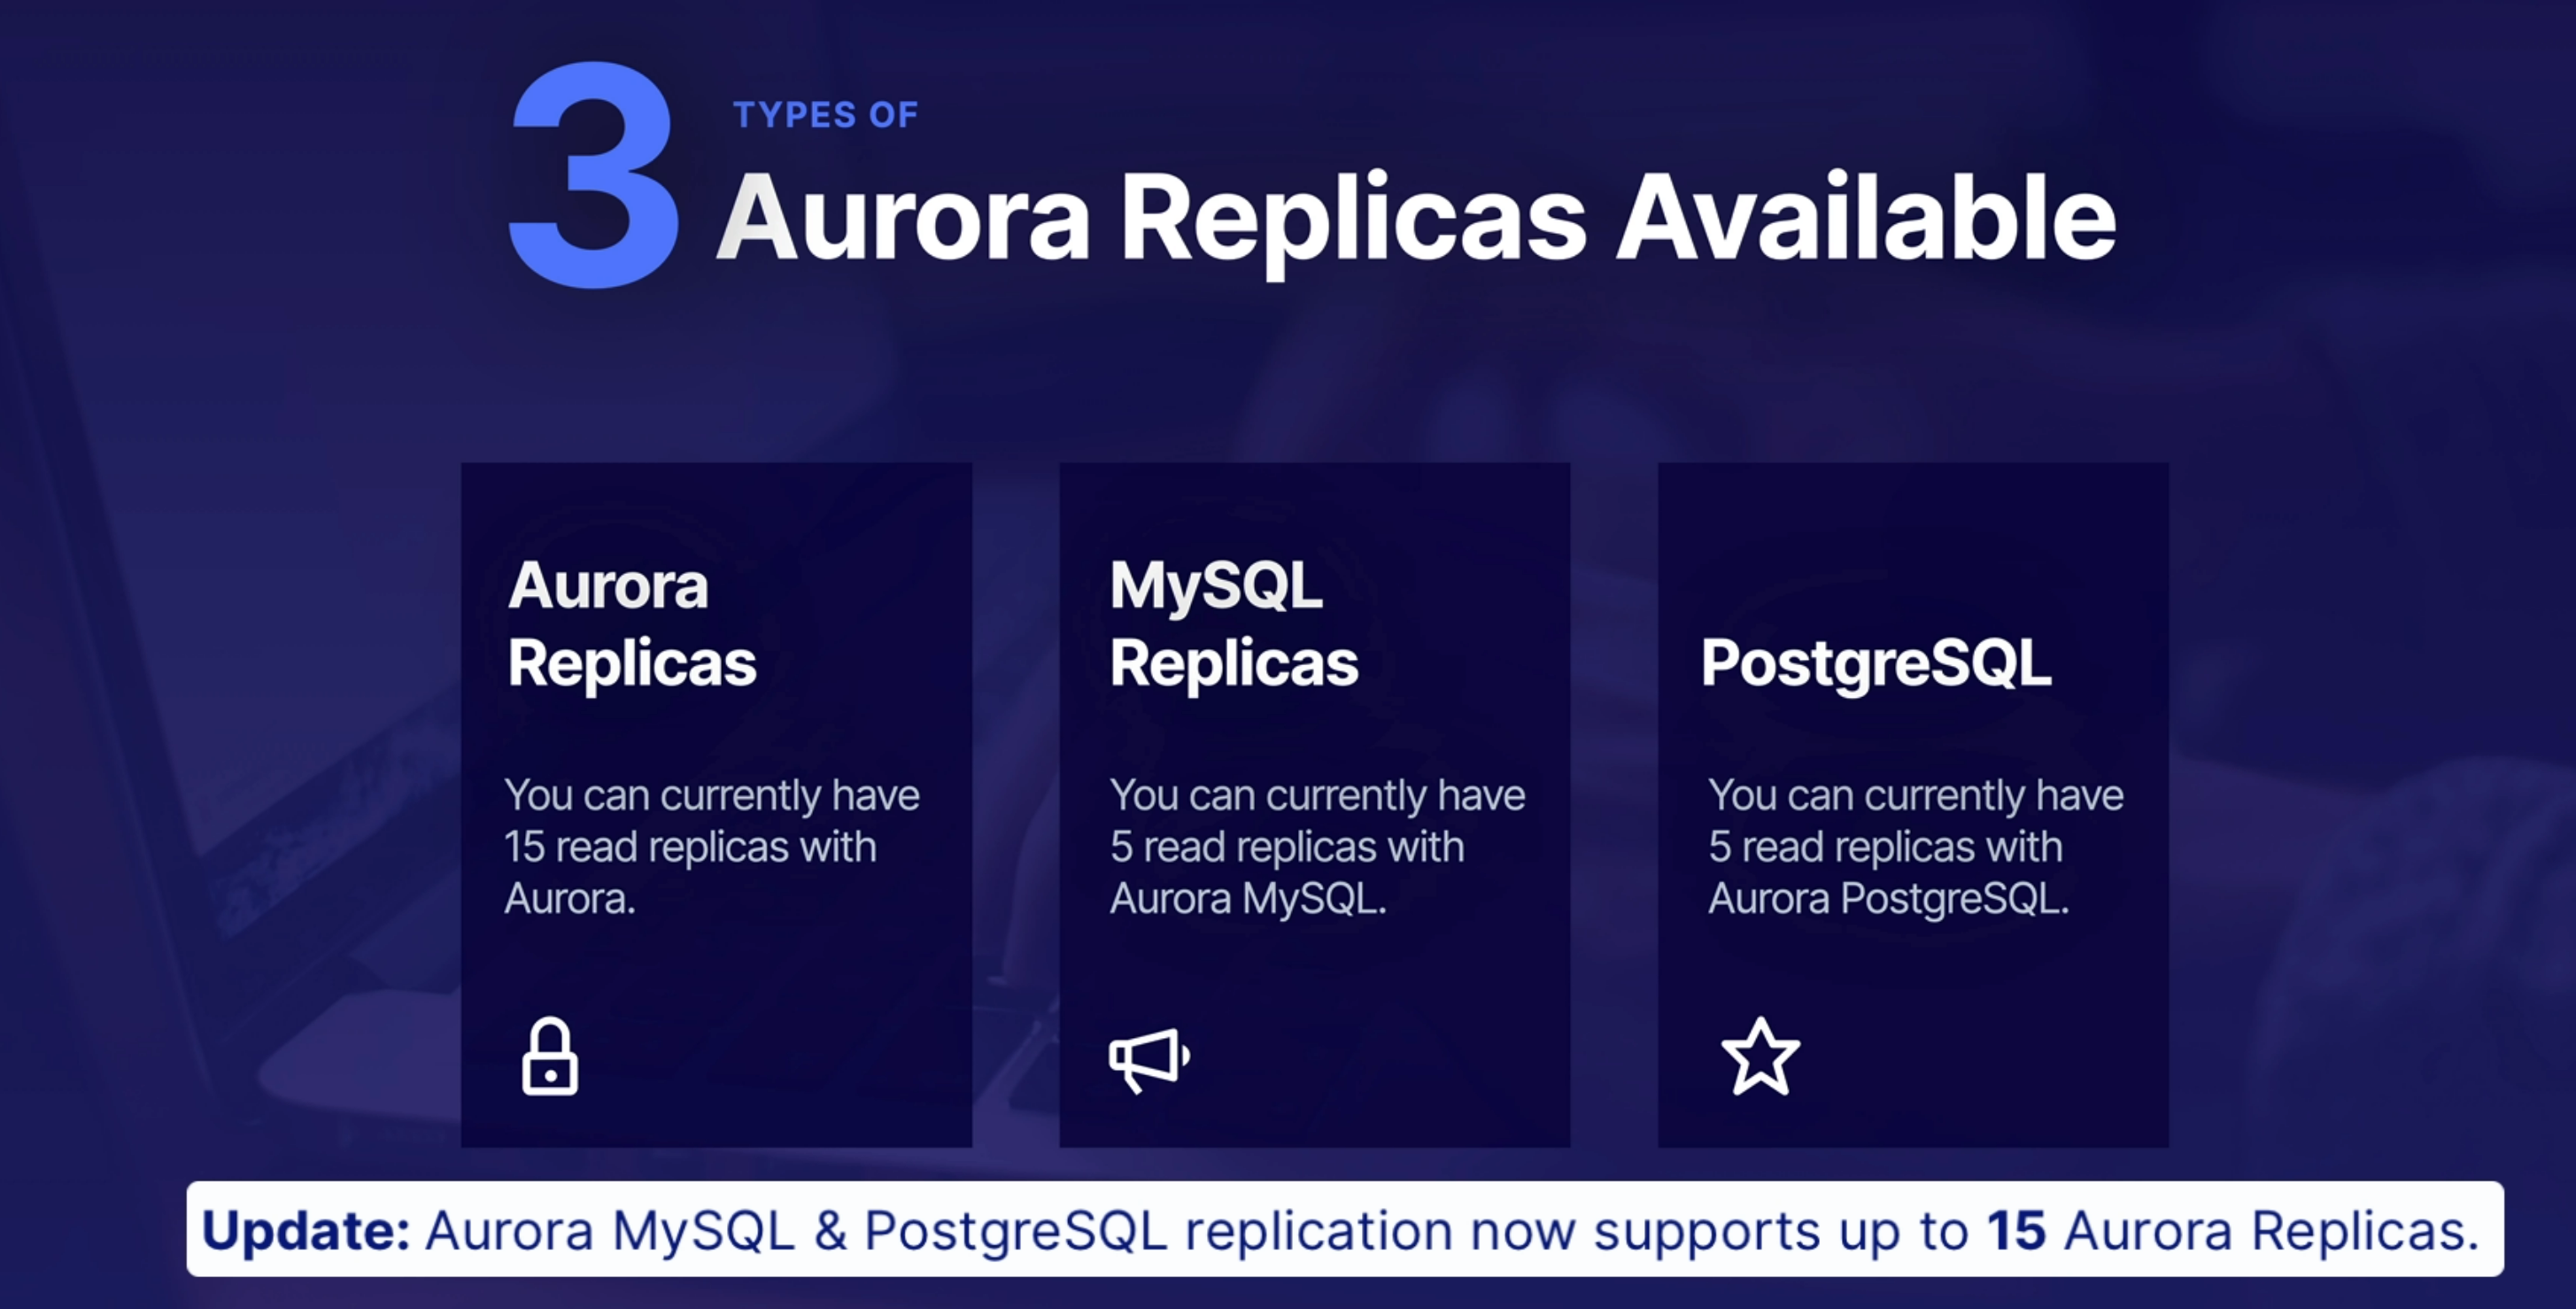 3
TYPES OF
Aurora Replicas Available
Aurora
Replicas
You can currently have
15 read replicas with
Aurora.
MySQL
Replicas
You can currently have
5 read replicas with
Aurora MySQL.
PostgreSQL
You can currently have
5 read replicas with
Aurora PostgreSQL.
Update: Aurora MySQL & PostgreSQL replication now supports up to 15 Aurora Replicas.